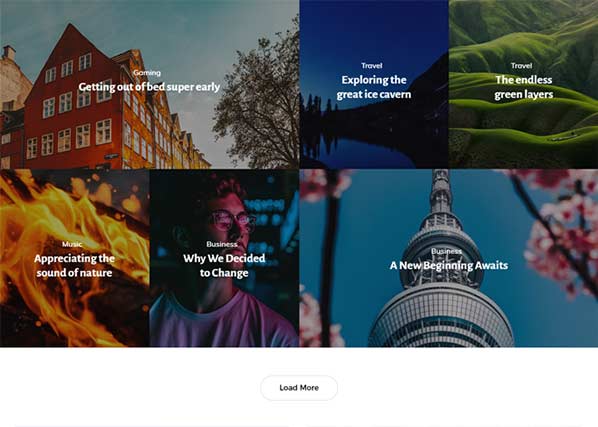 Gaming
Getting out of bed super early
Travel
Exploring the
great ice cavern
Travel
The endless
green layers
Music
Appreciating the
sound of nature
Business
Why We Decided
to Change
Business
A New Beginning Awaits
Load More